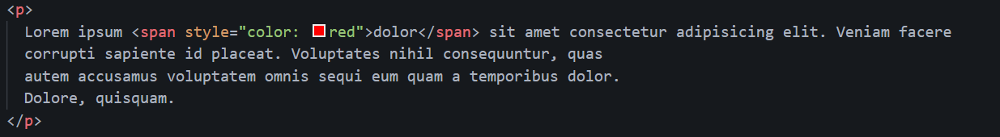 <p>
Lorem ipsum <span style="color: red">dolor</span> sit amet consectetur adipisicing elit. Veniam facere
corrupti sapiente id placeat. Voluptates nihil consequuntur, quas
autem accusamus voluptatem omnis sequi eum quam a temporibus dolor.
Dolore, quisquam.
</p>